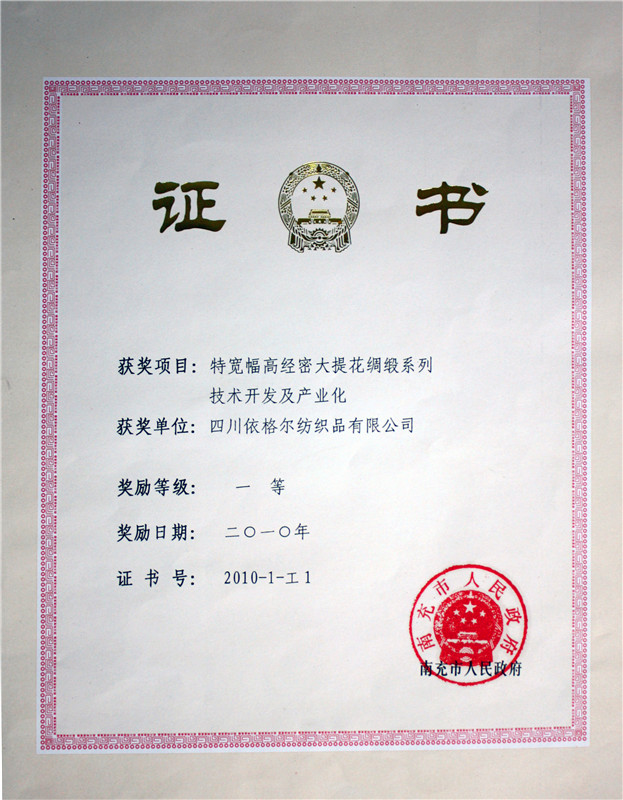 证 书
获奖项目：特宽幅高经密大提花绸缎系列
技术开发及产业化
获奖单位：四川依格尔纺织品有限公司
奖励等级： 一 等
奖励日期：二〇一〇年
证 书 号： 2010-1-工1
南充市人民政府
南充市人民政府